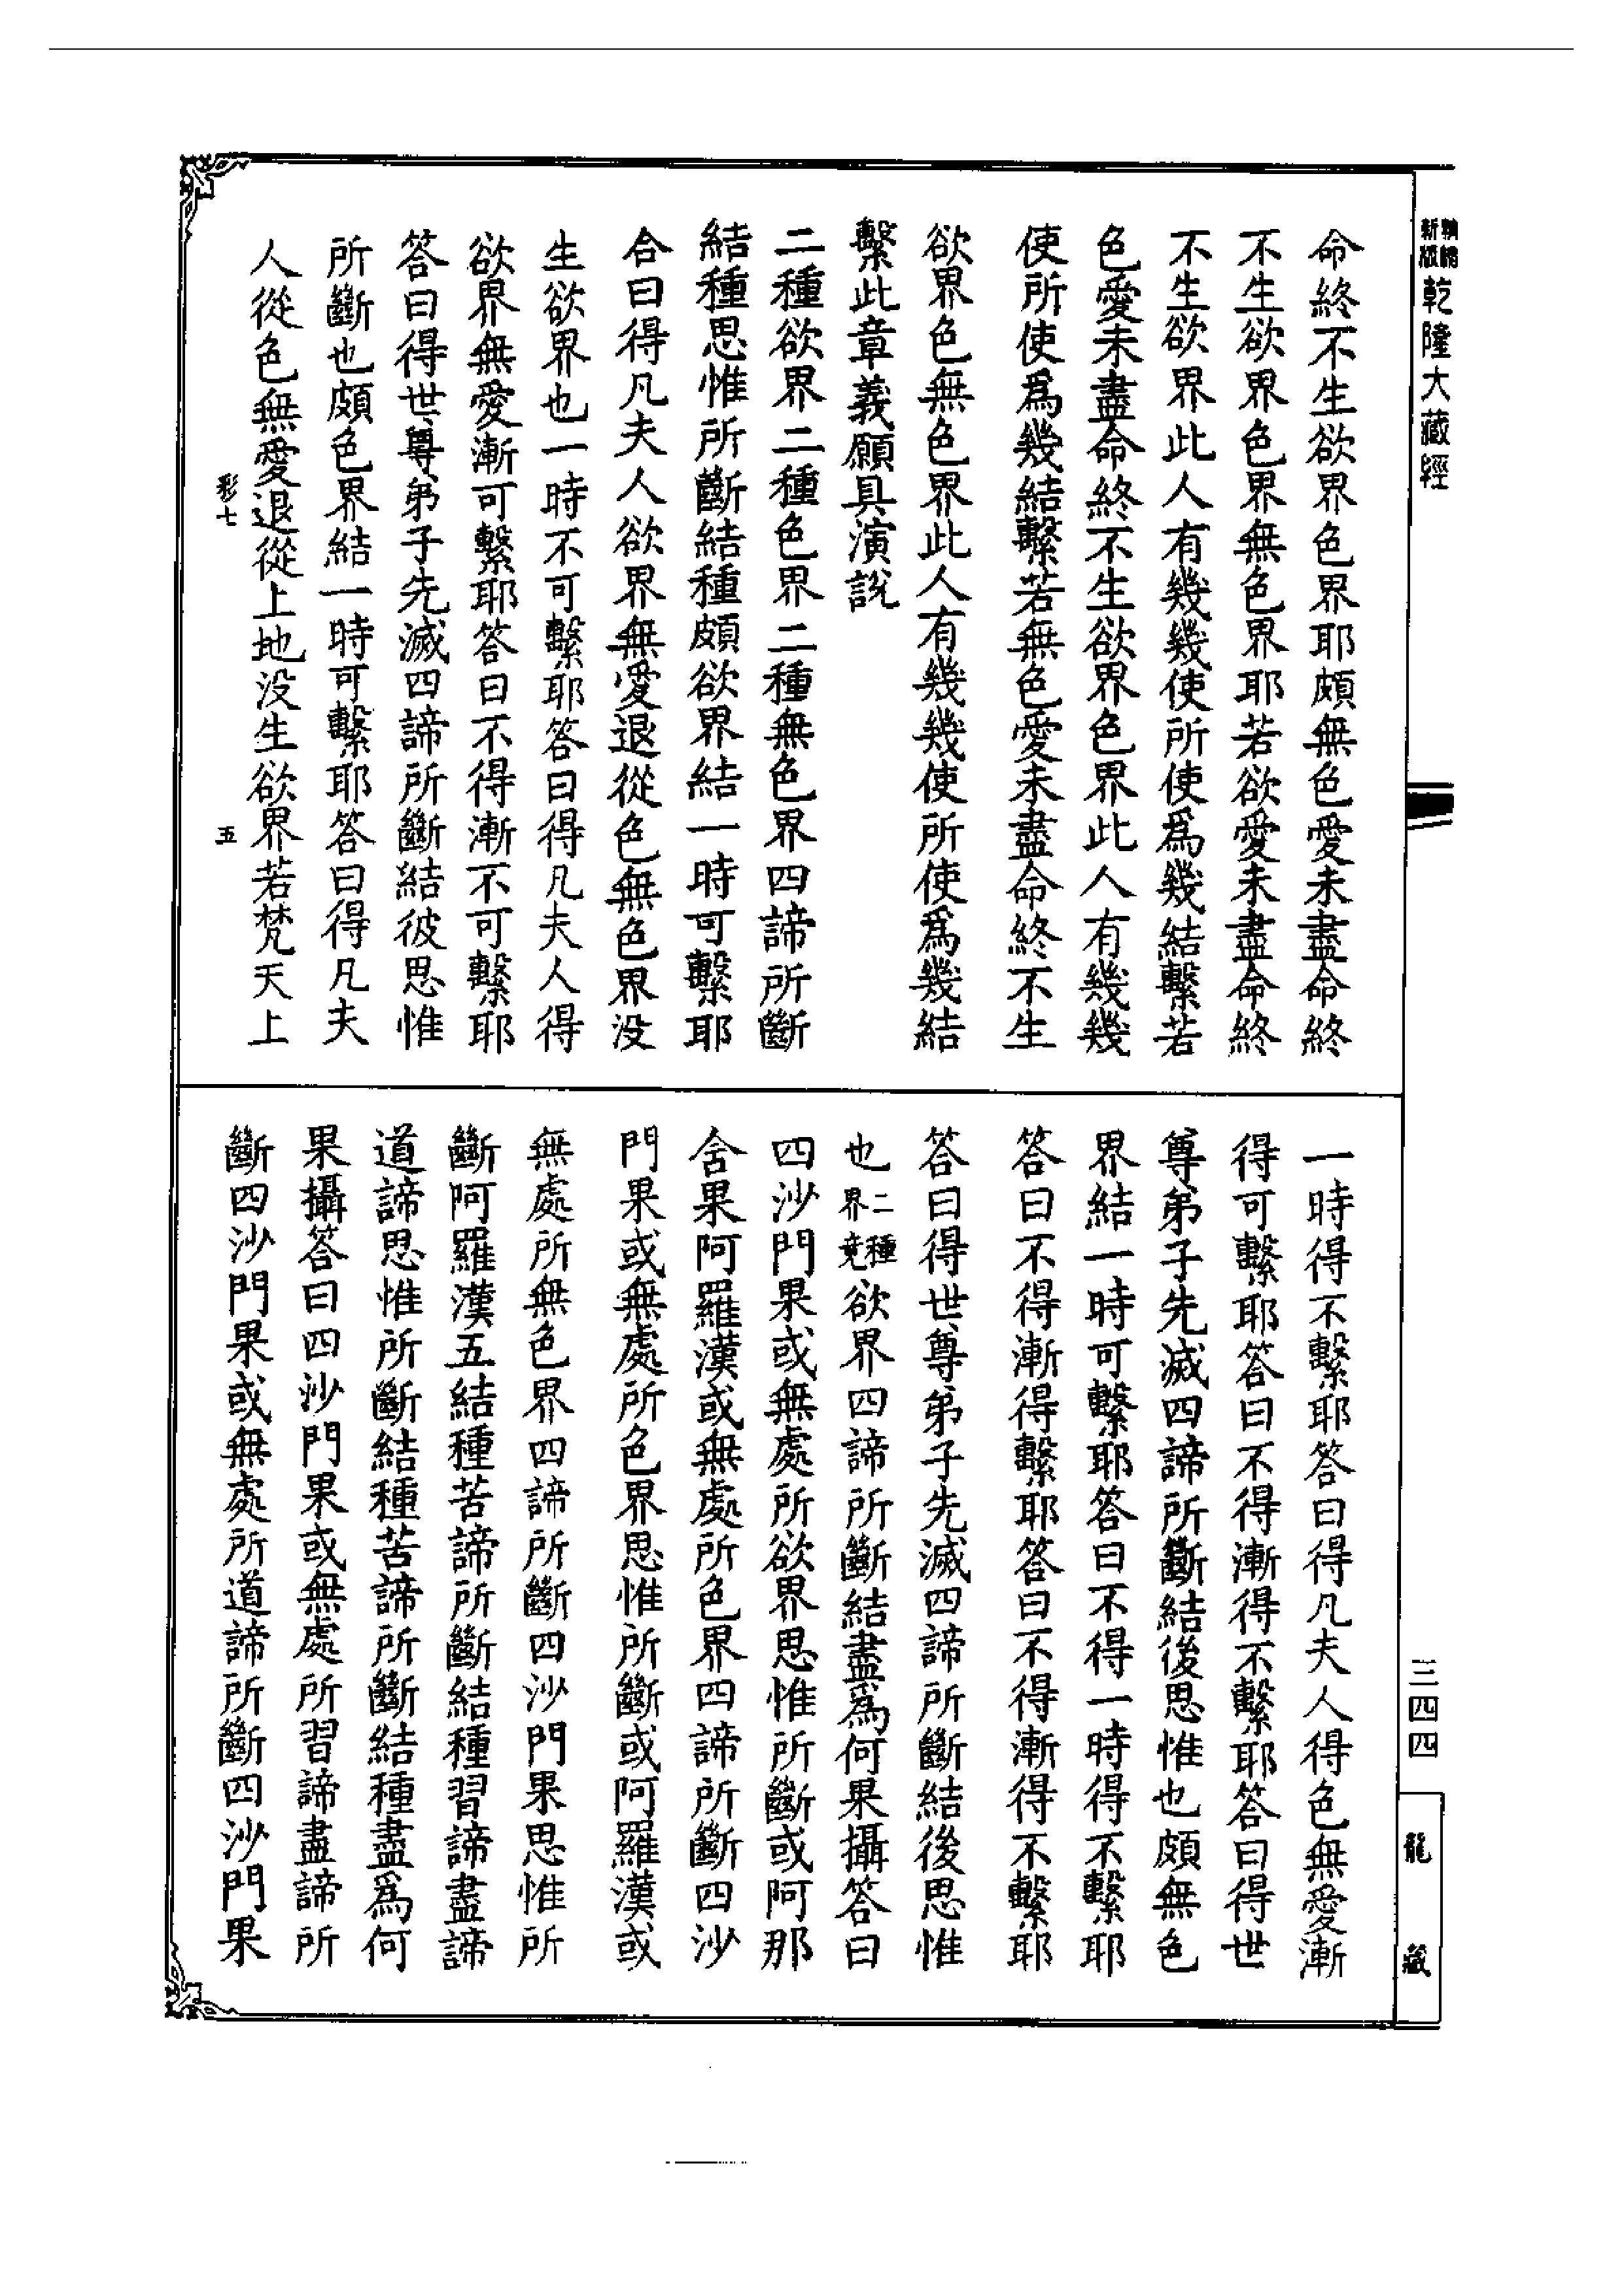 新編
新版
乾隆大藏經
命終不生欲界色界耶頗無色愛未盡命終
不生欲界色界無色界耶若欲愛未盡命終
不生欲界此人有幾幾使所使爲幾結繫若
色愛未盡命終不生欲界色界此人有幾幾
使所使爲幾結繫若無色愛未盡命終不生
欲界色無色界此人有幾幾使所使爲幾結
繫此章義願具演說
二種欲界二種色界二種無色界四諦所斷
結種思惟所斷結種頗欲界結一時可繫耶
合曰得凡夫人欲界無愛退從色無色界沒
生欲界也一時不可繫耶答曰得凡夫人得
欲界無愛漸可繫耶答曰不得漸不可繫耶
答曰得世尊弟子先滅四諦所斷結彼思惟
所斷也頗色界結一時可繫耶答曰得凡夫
人從色無愛退從上地沒生欲界若梵天上
彩七
五
一時得不繫耶答曰得凡夫人得色無愛漸
得可繫耶答曰不得漸得不繫耶答曰得世
尊弟子先滅四諦所斷結後思惟也頗無色
界結一時可繫耶答曰不得一時得不繫耶
答曰不得漸得繫耶答曰不得漸得不繫耶
答曰得世尊弟子先滅四諦所斷結後思惟
也二種界竟欲界四諦所斷結盡爲何果攝答曰
四沙門果或無處所欲界思惟所斷或阿那
舍果阿羅漢或無處所色界四諦所斷四沙
門果或無處所色界思惟所斷或阿羅漢或
無處所無色界四諦所斷四沙門果思惟所
斷阿羅漢五結種苦諦所斷結種習諦盡諦
道諦思惟所斷結種苦諦所斷結種盡爲何
果攝答曰四沙門果或無處所習諦盡諦所
斷四沙門果或無處所道諦所斷四沙門果
三四四
龍藏